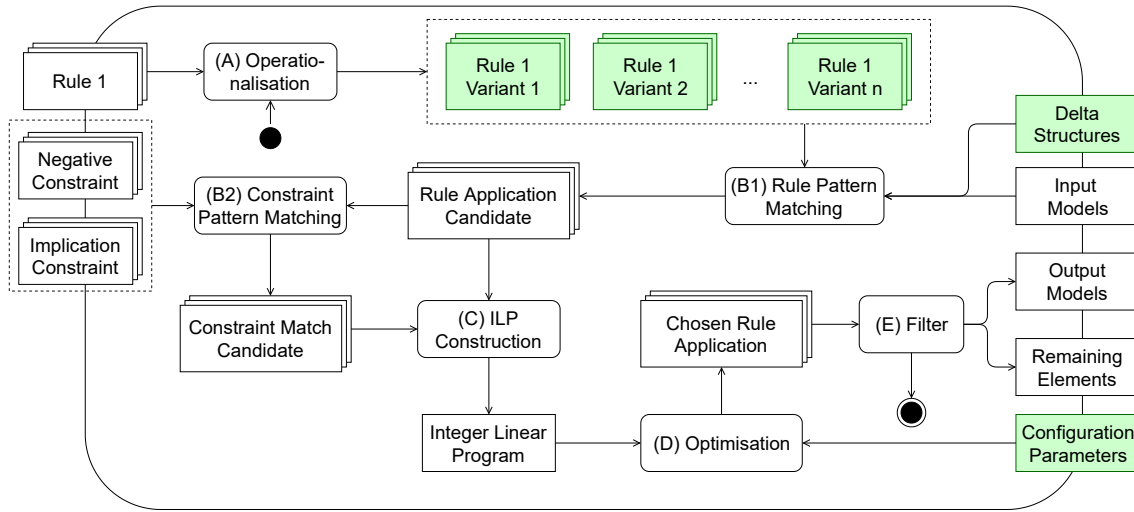 Rule 1
(A) Operatio-
nalisation
Rule 1
Variant 1
Rule 1
Variant 2
...
Rule 1
Variant n
Delta
Structures
Negative
Constraint
(B2) Constraint
Pattern Matching
Rule Application
Candidate
(B1) Rule Pattern
Matching
Input
Models
Implication
Constraint
Output
Models
Constraint Match
Candidate
(C) ILP
Construction
Chosen Rule
Application
(E) Filter
Remaining
Elements
Integer Linear
Program
(D) Optimisation
Configuration
Parameters